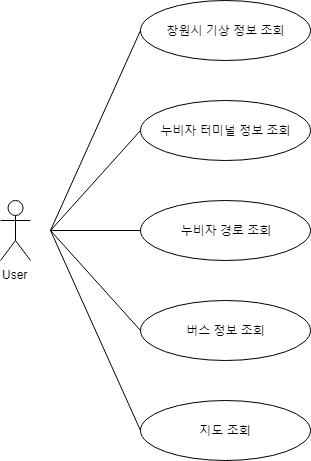 창원시 기상 정보 조회
누비자 터미널 정보 조회
누비자 경로 조회
User
버스 정보 조회
지도 조회